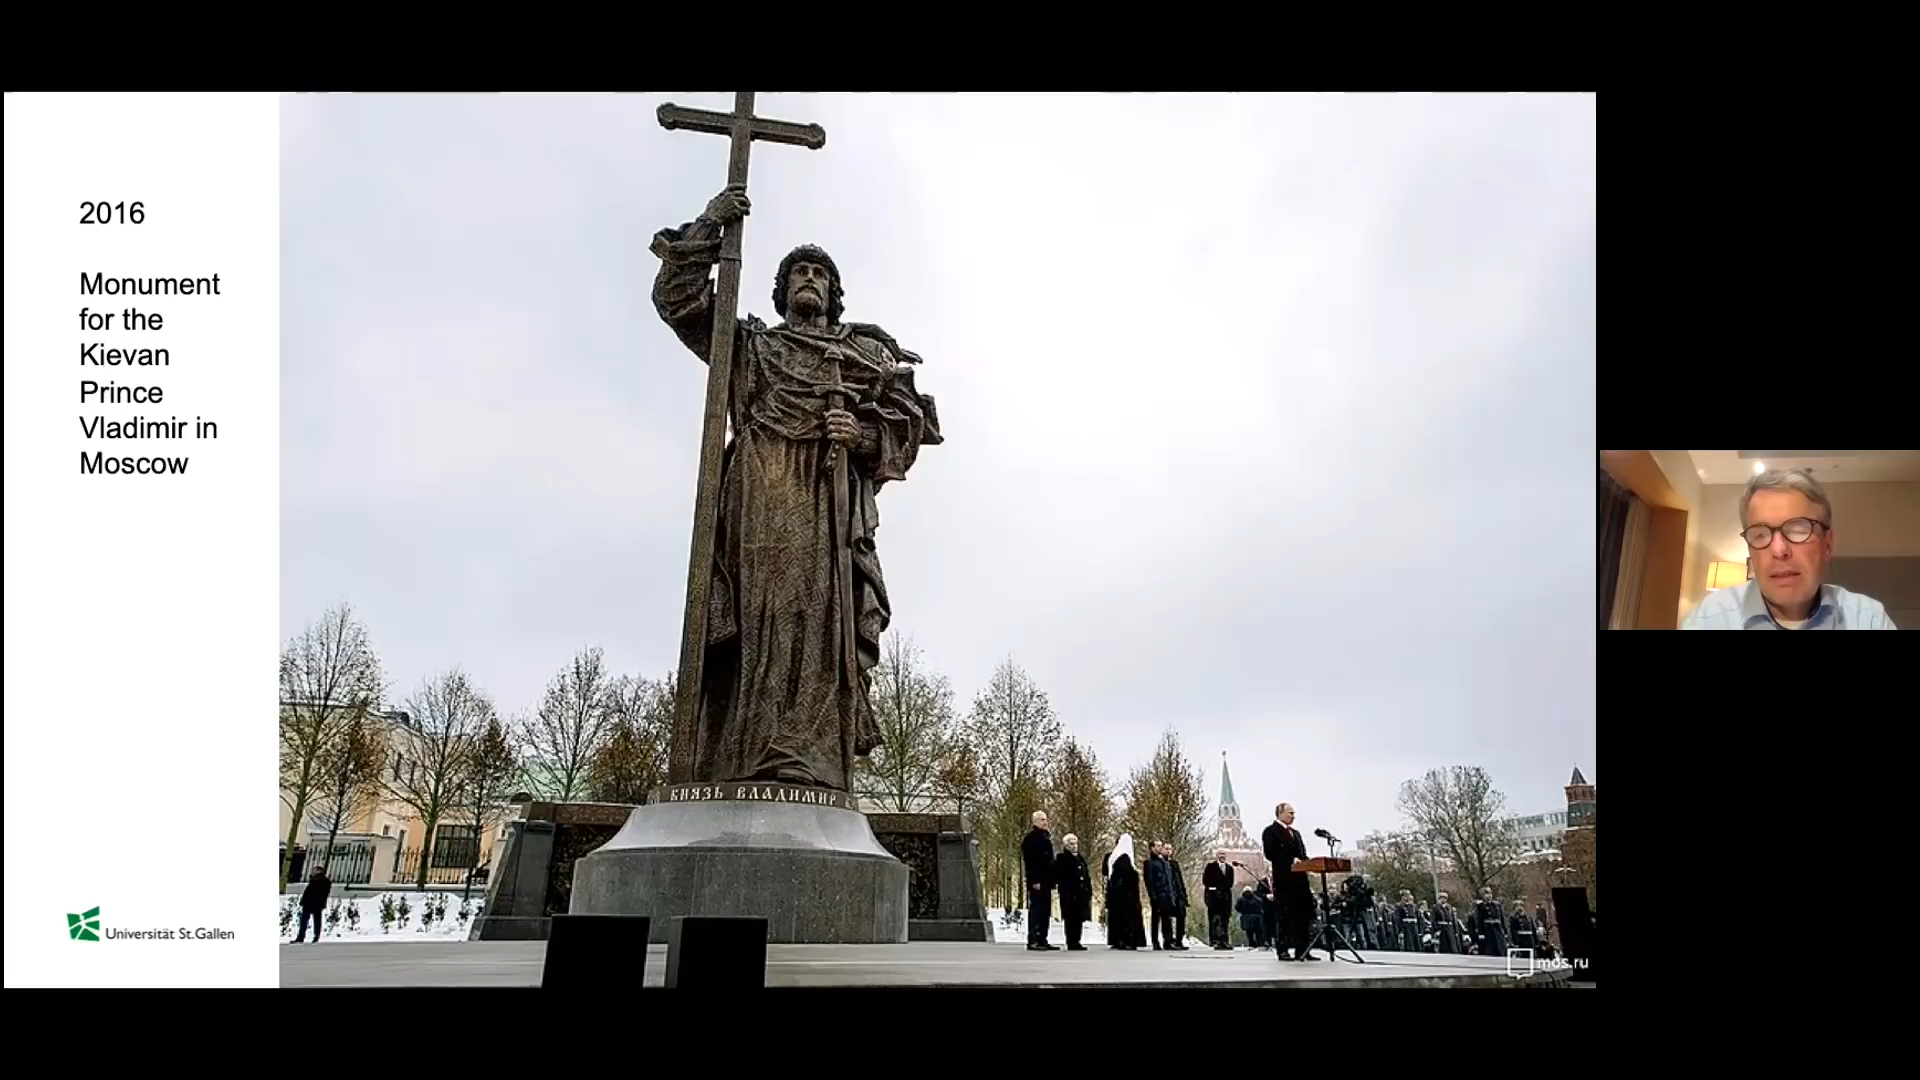 2016
Monument
for the
Kievan
Prince
Vladimir in
Moscow
КНЯЗЬ ВЛАДИМИР
Universität St.Gallen
mos.ru